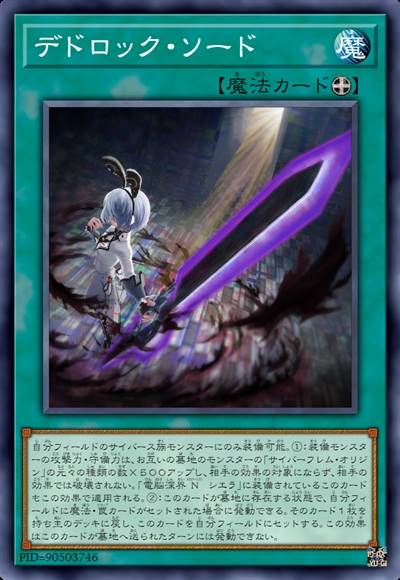 デドロック・ソード
魔
【魔法カード】
自分フィールドのサイバース族モンスターにのみ装備可能。①：装備モンス
ターの攻撃力・守備力は、お互いの墓地のモンスターの「サイバーフレム・オリジ
ン」の元々の種類の数×５００アップし、相手の効果の対象にならず、相手の
効果では破壊されない。「電脳深界 Ｎ シエラ」に装備されているこのカード
もこの効果で適用される。②：このカードが墓地に存在する状態で、自分フィ
ールドに魔法・罠カードがセットされた場合に発動できる。そのカード１枚を
持ち主のデッキに戻し、このカードを自分フィールドにセットする。この効果
はこのカードが墓地へ送られたターンには発動できない。
PID=90503746